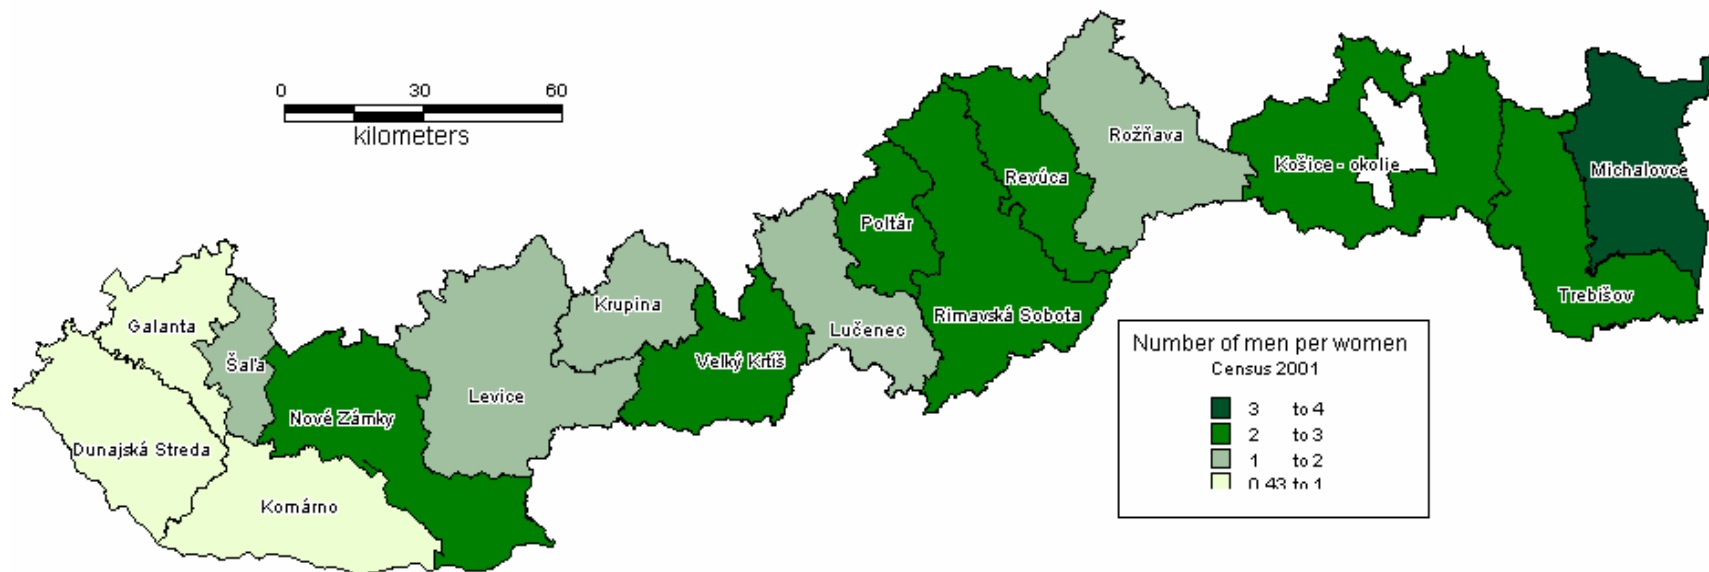 0 30 60
kilometers
Rožňava
Košice - okolie
Michalovce
Revúca
Poltár
Trebišov
Krupina
Rimavská Sobota
Galanta
Lučenec
Šaľa
Velký Krtíš
Levice
Nové Zámky
Dunajská Streda
Komárno
Number of men per women
Census 2001
3 to 4
2 to 3
1 to 2
0.43 to 1